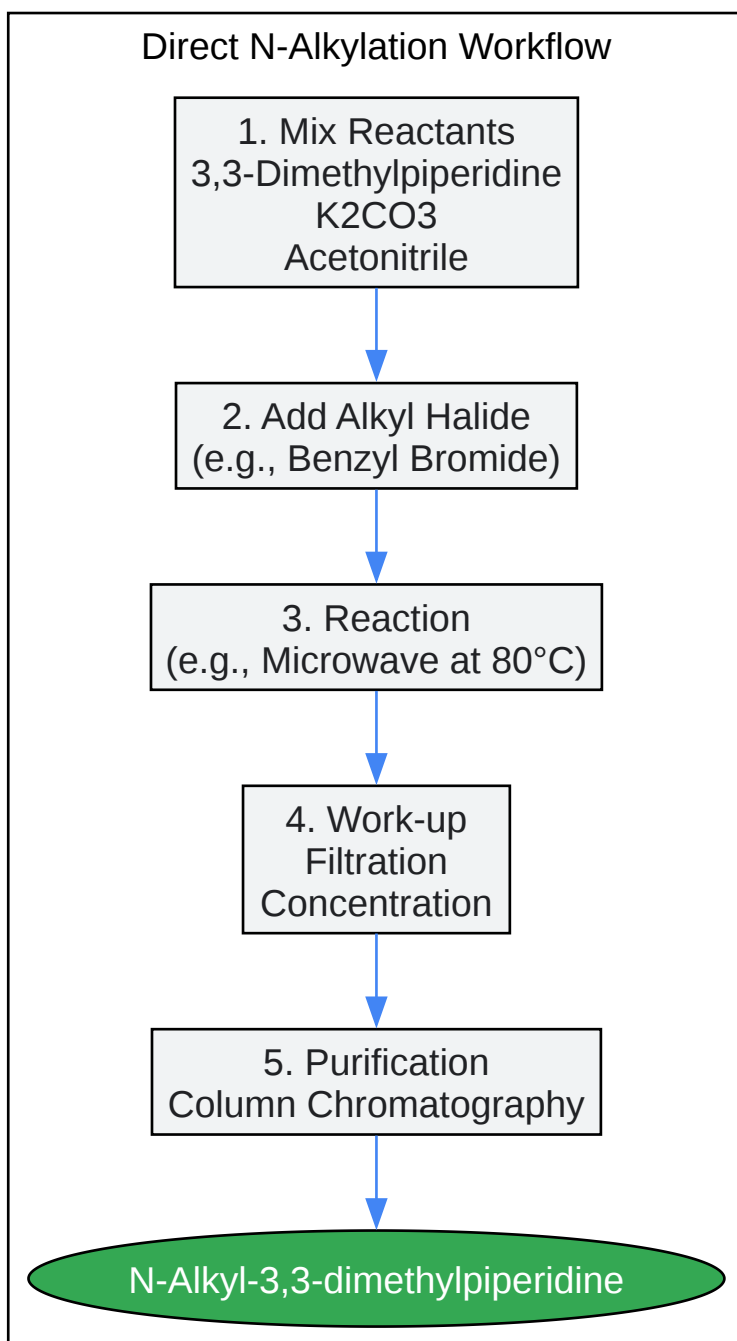 Direct N-Alkylation Workflow
1. Mix Reactants
3,3-Dimethylpiperidine
K2CO3
Acetonitrile
2. Add Alkyl Halide
(e.g., Benzyl Bromide)
3. Reaction
(e.g., Microwave at 80°C)
4. Work-up
Filtration
Concentration
5. Purification
Column Chromatography
N-Alkyl-3,3-dimethylpiperidine